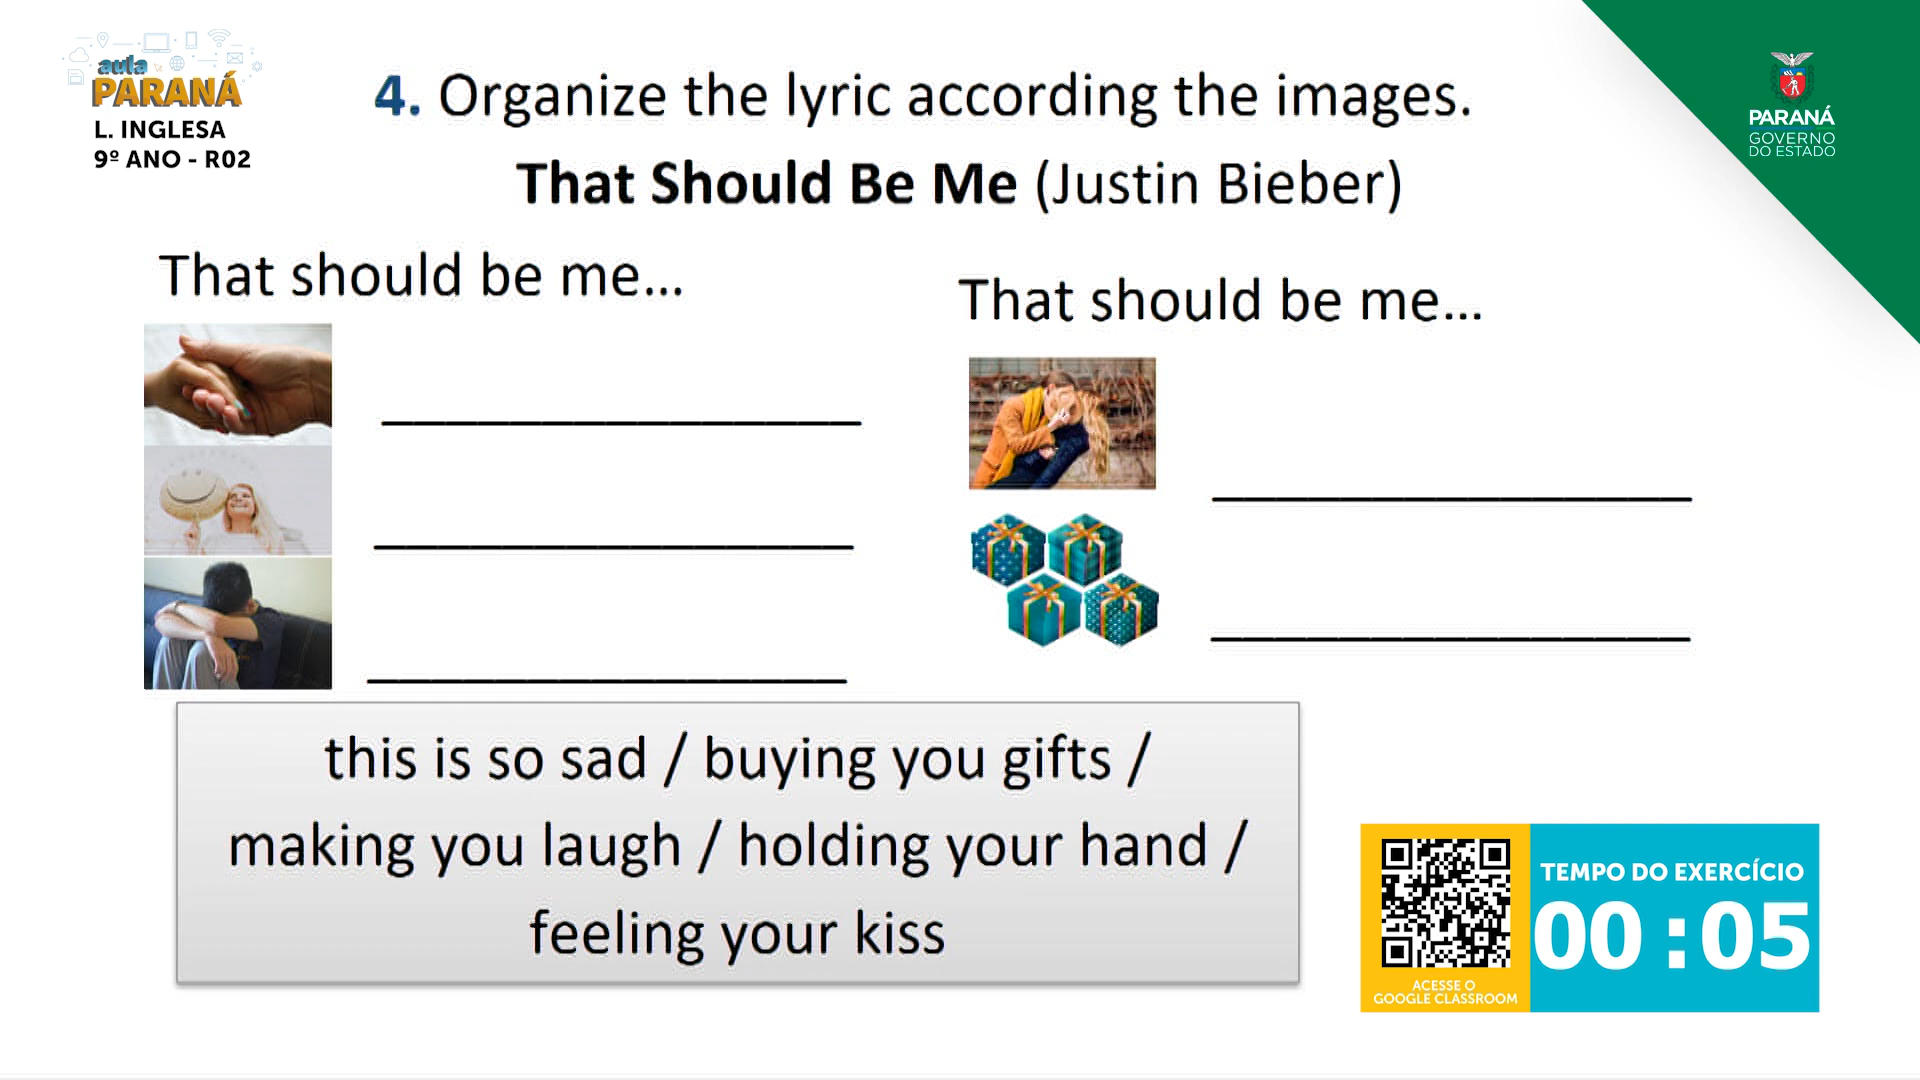 aula
PARANÁ
L. INGLESA
9º ANO - R02
4. Organize the lyric according the images.
That Should Be Me (Justin Bieber)
PARANÁ
GOVERNO
DO ESTADO
That should be me...
That should be me...
this is so sad / buying you gifts /
making you laugh / holding your hand /
feeling your kiss
ACESSE O
GOOGLE CLASSROOM
TEMPO DO EXERCÍCIO
00 : 05